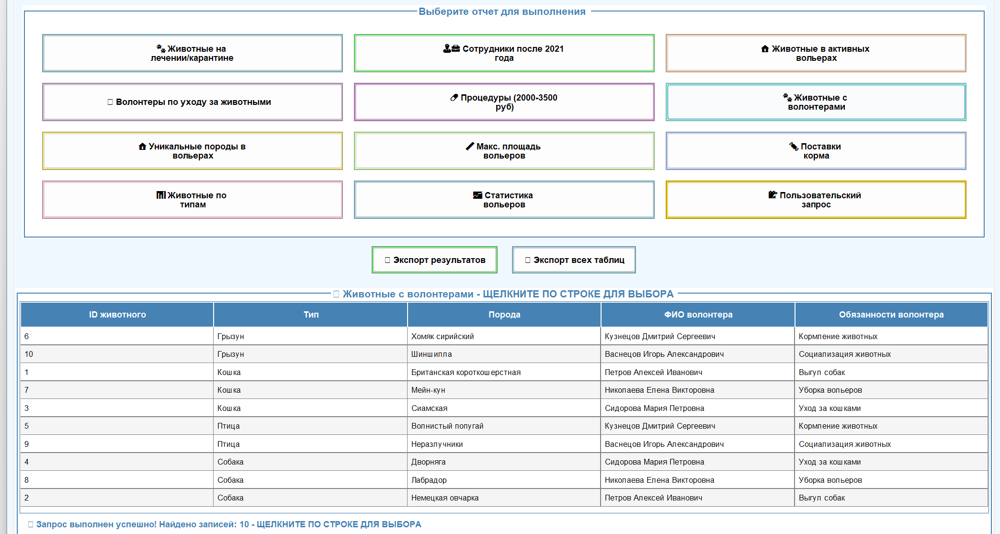 Выберите отчет для выполнения
Животные на
лечении/карантине
Сотрудники после 2021
года
Животные в активных
вольерах
Волонтеры по уходу за животными
Процедуры (2000-3500
руб)
Животные с
волонтерами
Уникальные породы в
вольерах
Макс. площадь
вольеров
Поставки
корма
Животные по
типам
Статистика
вольеров
Пользовательский
запрос
Экспорт результатов
Экспорт всех таблиц
Животные с волонтерами - ЩЕЛКНИТЕ ПО СТРОКЕ ДЛЯ ВЫБОРА
ID животного Тип Порода ФИО волонтера Обязанности волонтера
6 Грызун Хомяк сирийский Кузнецов Дмитрий Сергеевич Кормление животных
10 Грызун Шиншилла Васнецов Игорь Александрович Социализация животных
1 Кошка Британская короткошерстная Петров Алексей Иванович Выгул собак
7 Кошка Мейн-кун Николаева Елена Викторовна Уборка вольеров
3 Кошка Сиамская Сидорова Мария Петровна Уход за кошками
5 Птица Волнистый попугай Кузнецов Дмитрий Сергеевич Кормление животных
9 Птица Неразлучники Васнецов Игорь Александрович Социализация животных
4 Собака Дворняга Сидорова Мария Петровна Уход за кошками
8 Собака Лабрадор Николаева Елена Викторовна Уборка вольеров
2 Собака Немецкая овчарка Петров Алексей Иванович Выгул собак
Запрос выполнен успешно! Найдено записей: 10 - ЩЕЛКНИТЕ ПО СТРОКЕ ДЛЯ ВЫБОРА